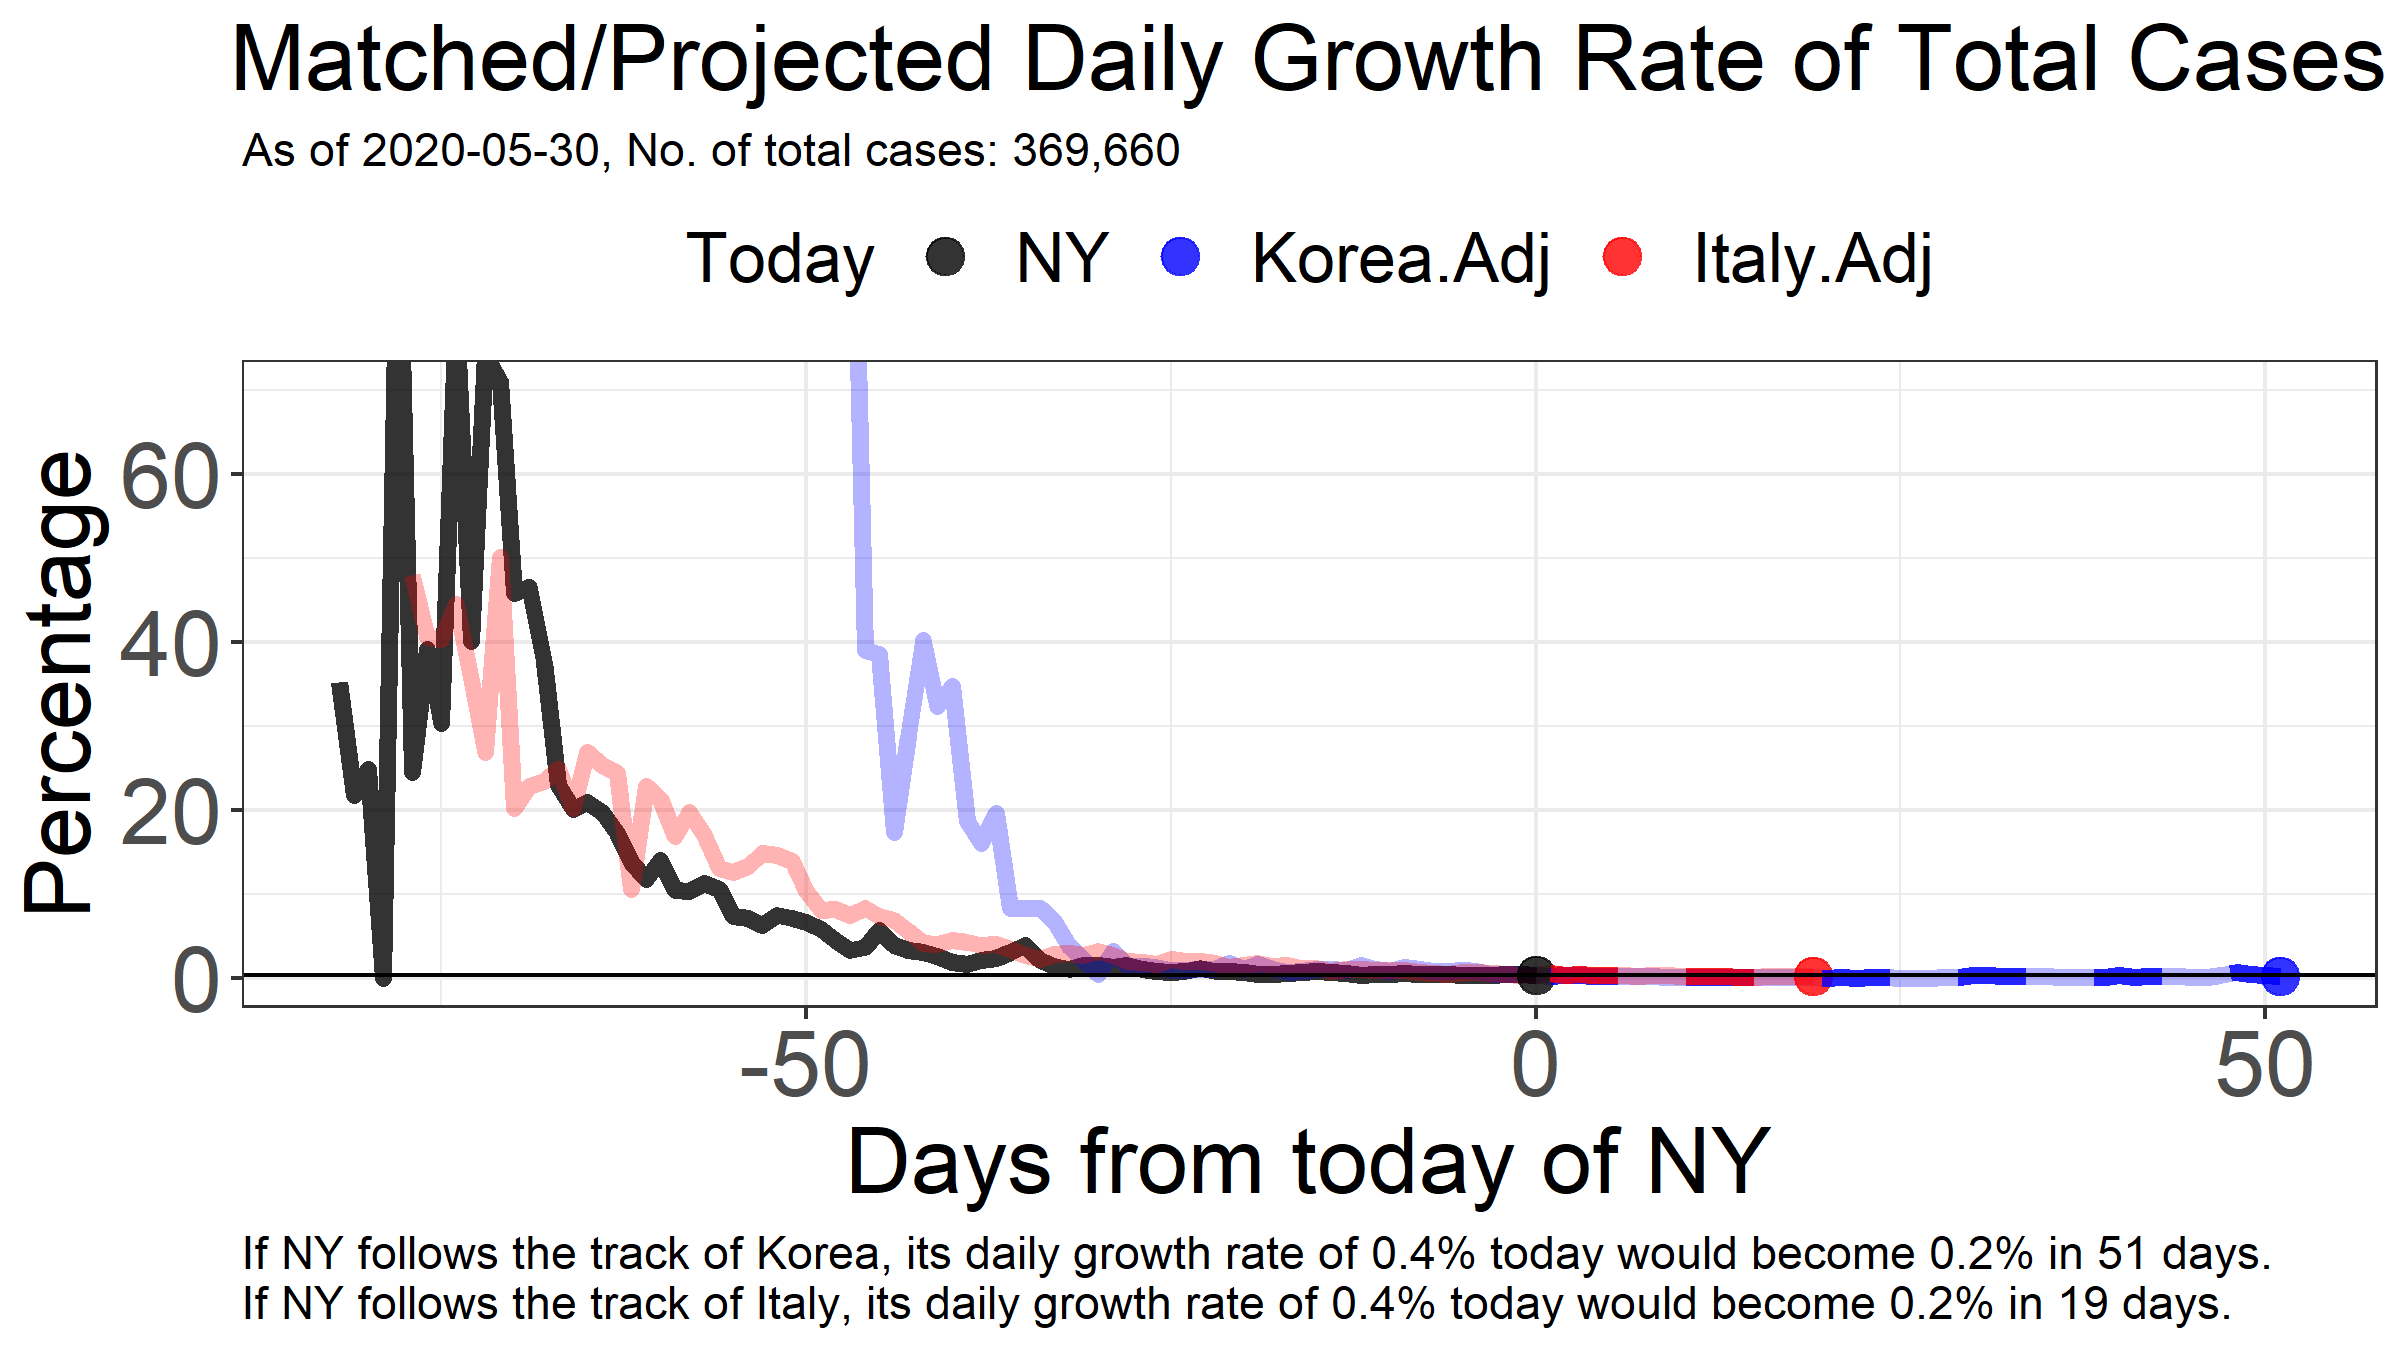 Matched/Projected Daily Growth Rate of Total Cases
As of 2020-05-30, No. of total cases: 369,660
Today NY Korea.Adj Italy.Adj
Percentage
60
40
20
0
-50 0 50
Days from today of NY
If NY follows the track of Korea, its daily growth rate of 0.4% today would become 0.2% in 51 days.
If NY follows the track of Italy, its daily growth rate of 0.4% today would become 0.2% in 19 days.